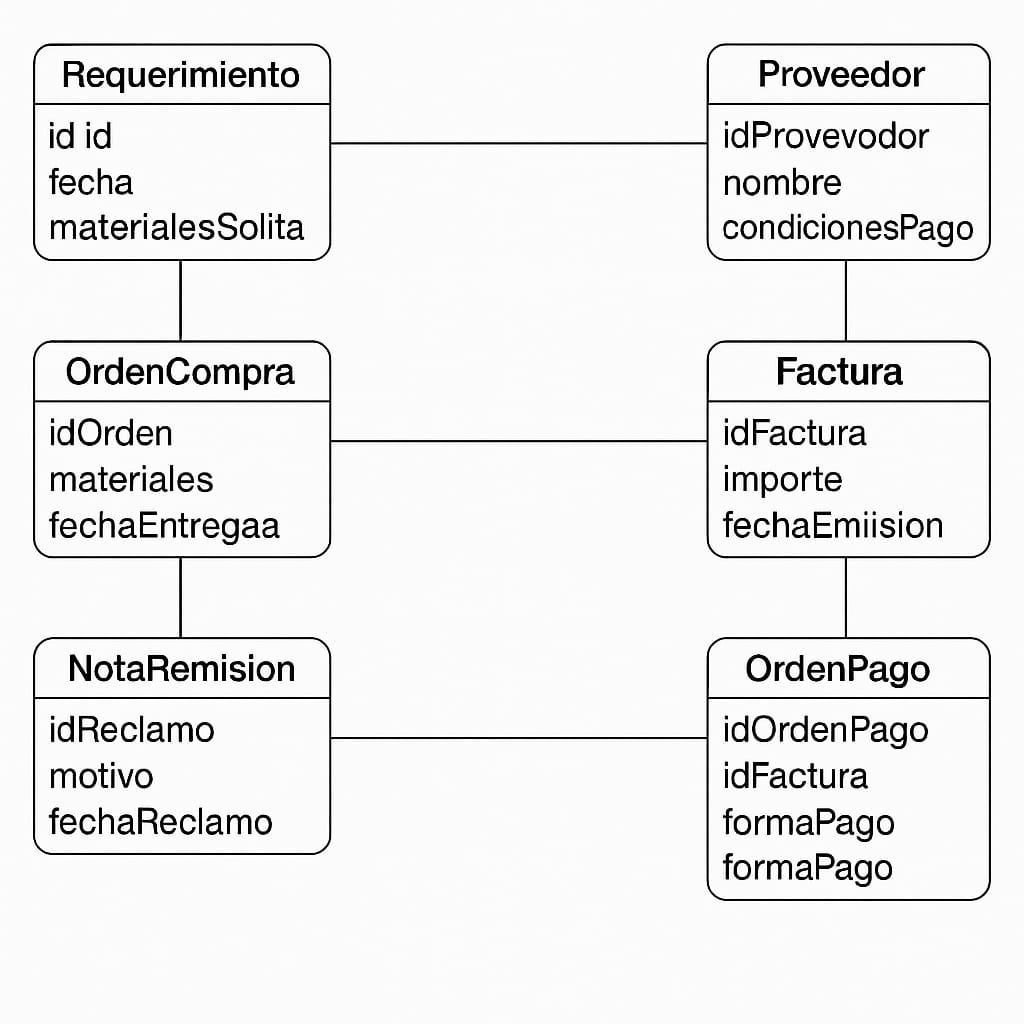 Requerimiento
id id
fecha
materialesSolita
Proveedor
idProvevodor
nombre
condicionesPago
OrdenCompra
idOrden
materiales
fechaEntregaa
Factura
idFactura
importe
fechaEmiision
NotaRemision
idReclamo
motivo
fechaReclamo
OrdenPago
idOrdenPago
idFactura
formaPago
formaPago